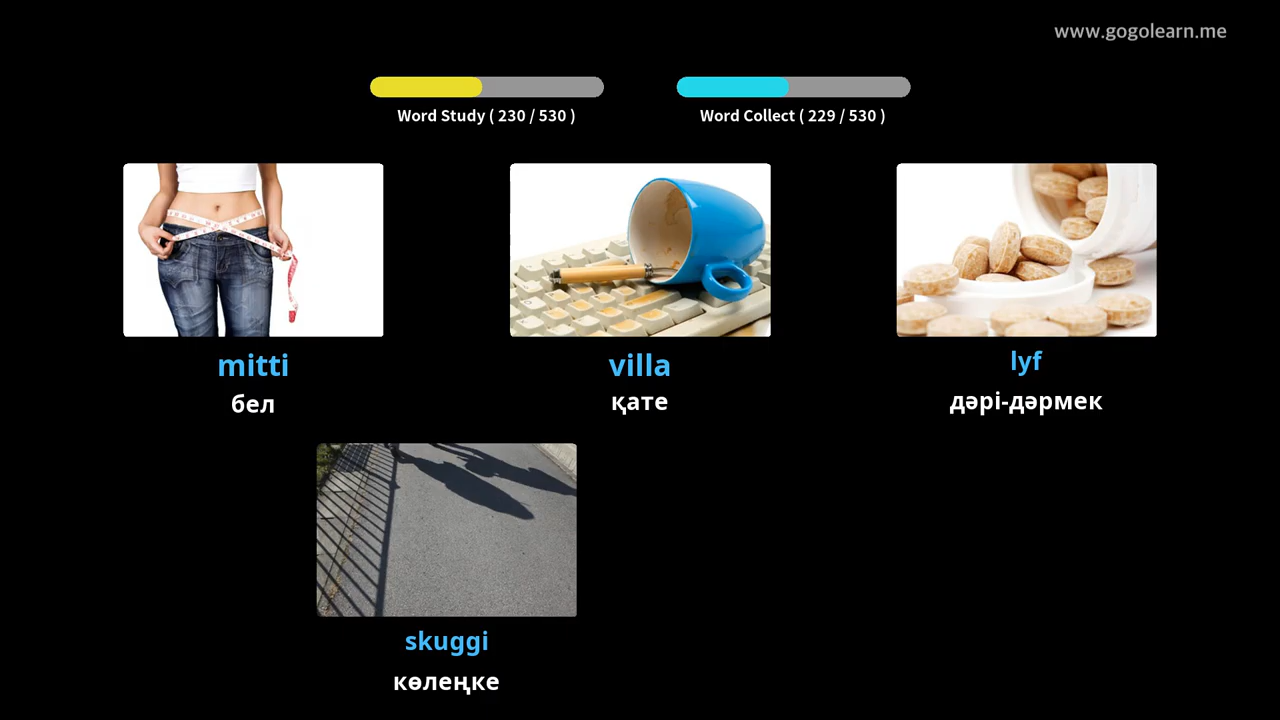 www.gogolearn.me
Word Study ( 230 / 530 )
Word Collect ( 229 / 530 )
mitti
бел
villa
қате
lyf
дәрі-дәрмек
skuggi
көлеңке